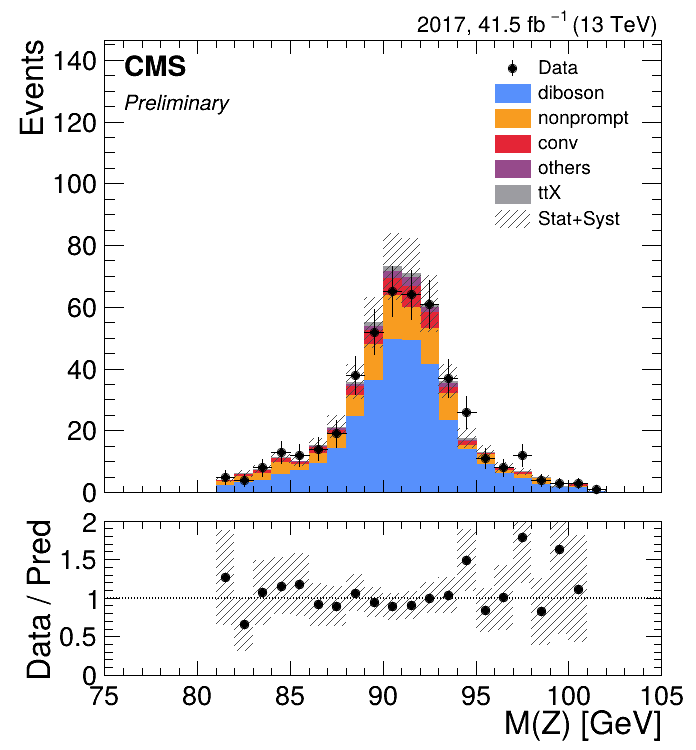 2017, 41.5 fb⁻¹ (13 TeV)
CMS
Preliminary
Events
140
120
100
80
60
40
20
0
Data
diboson
nonprompt
conv
others
ttX
Stat+Syst
Data / Pred
2
1.5
1
0.5
0
75 80 85 90 95 100 105
M(Z) [GeV]